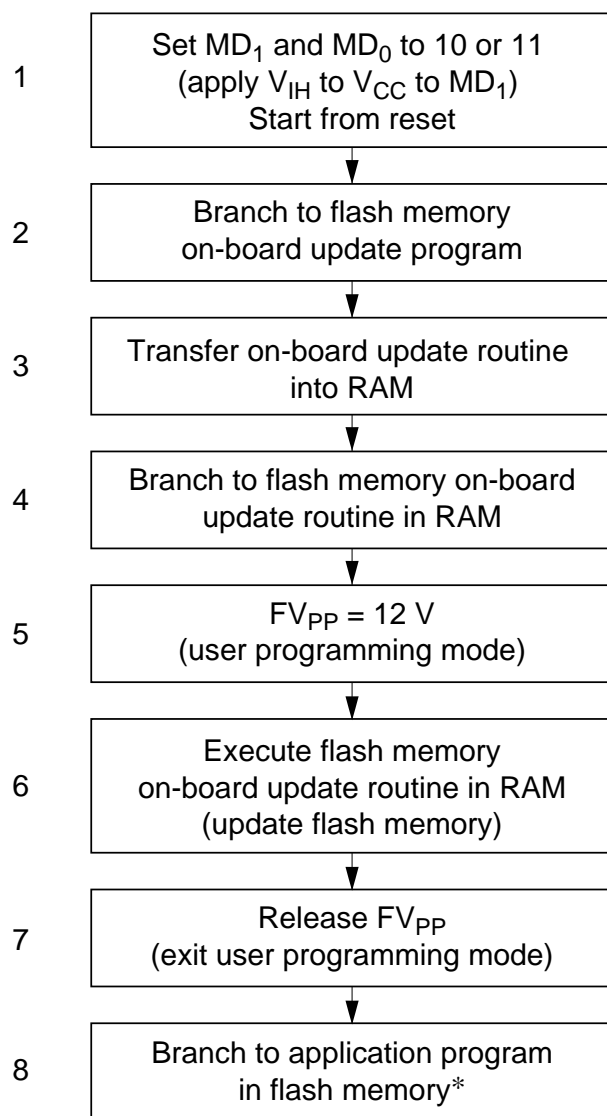 1
Set MD₁ and MD₀ to 10 or 11
(apply V_IH to V_CC to MD₁)
Start from reset
2
Branch to flash memory
on-board update program
3
Transfer on-board update routine
into RAM
4
Branch to flash memory on-board
update routine in RAM
5
FV_PP = 12 V
(user programming mode)
6
Execute flash memory
on-board update routine in RAM
(update flash memory)
7
Release FV_PP
(exit user programming mode)
8
Branch to application program
in flash memory*